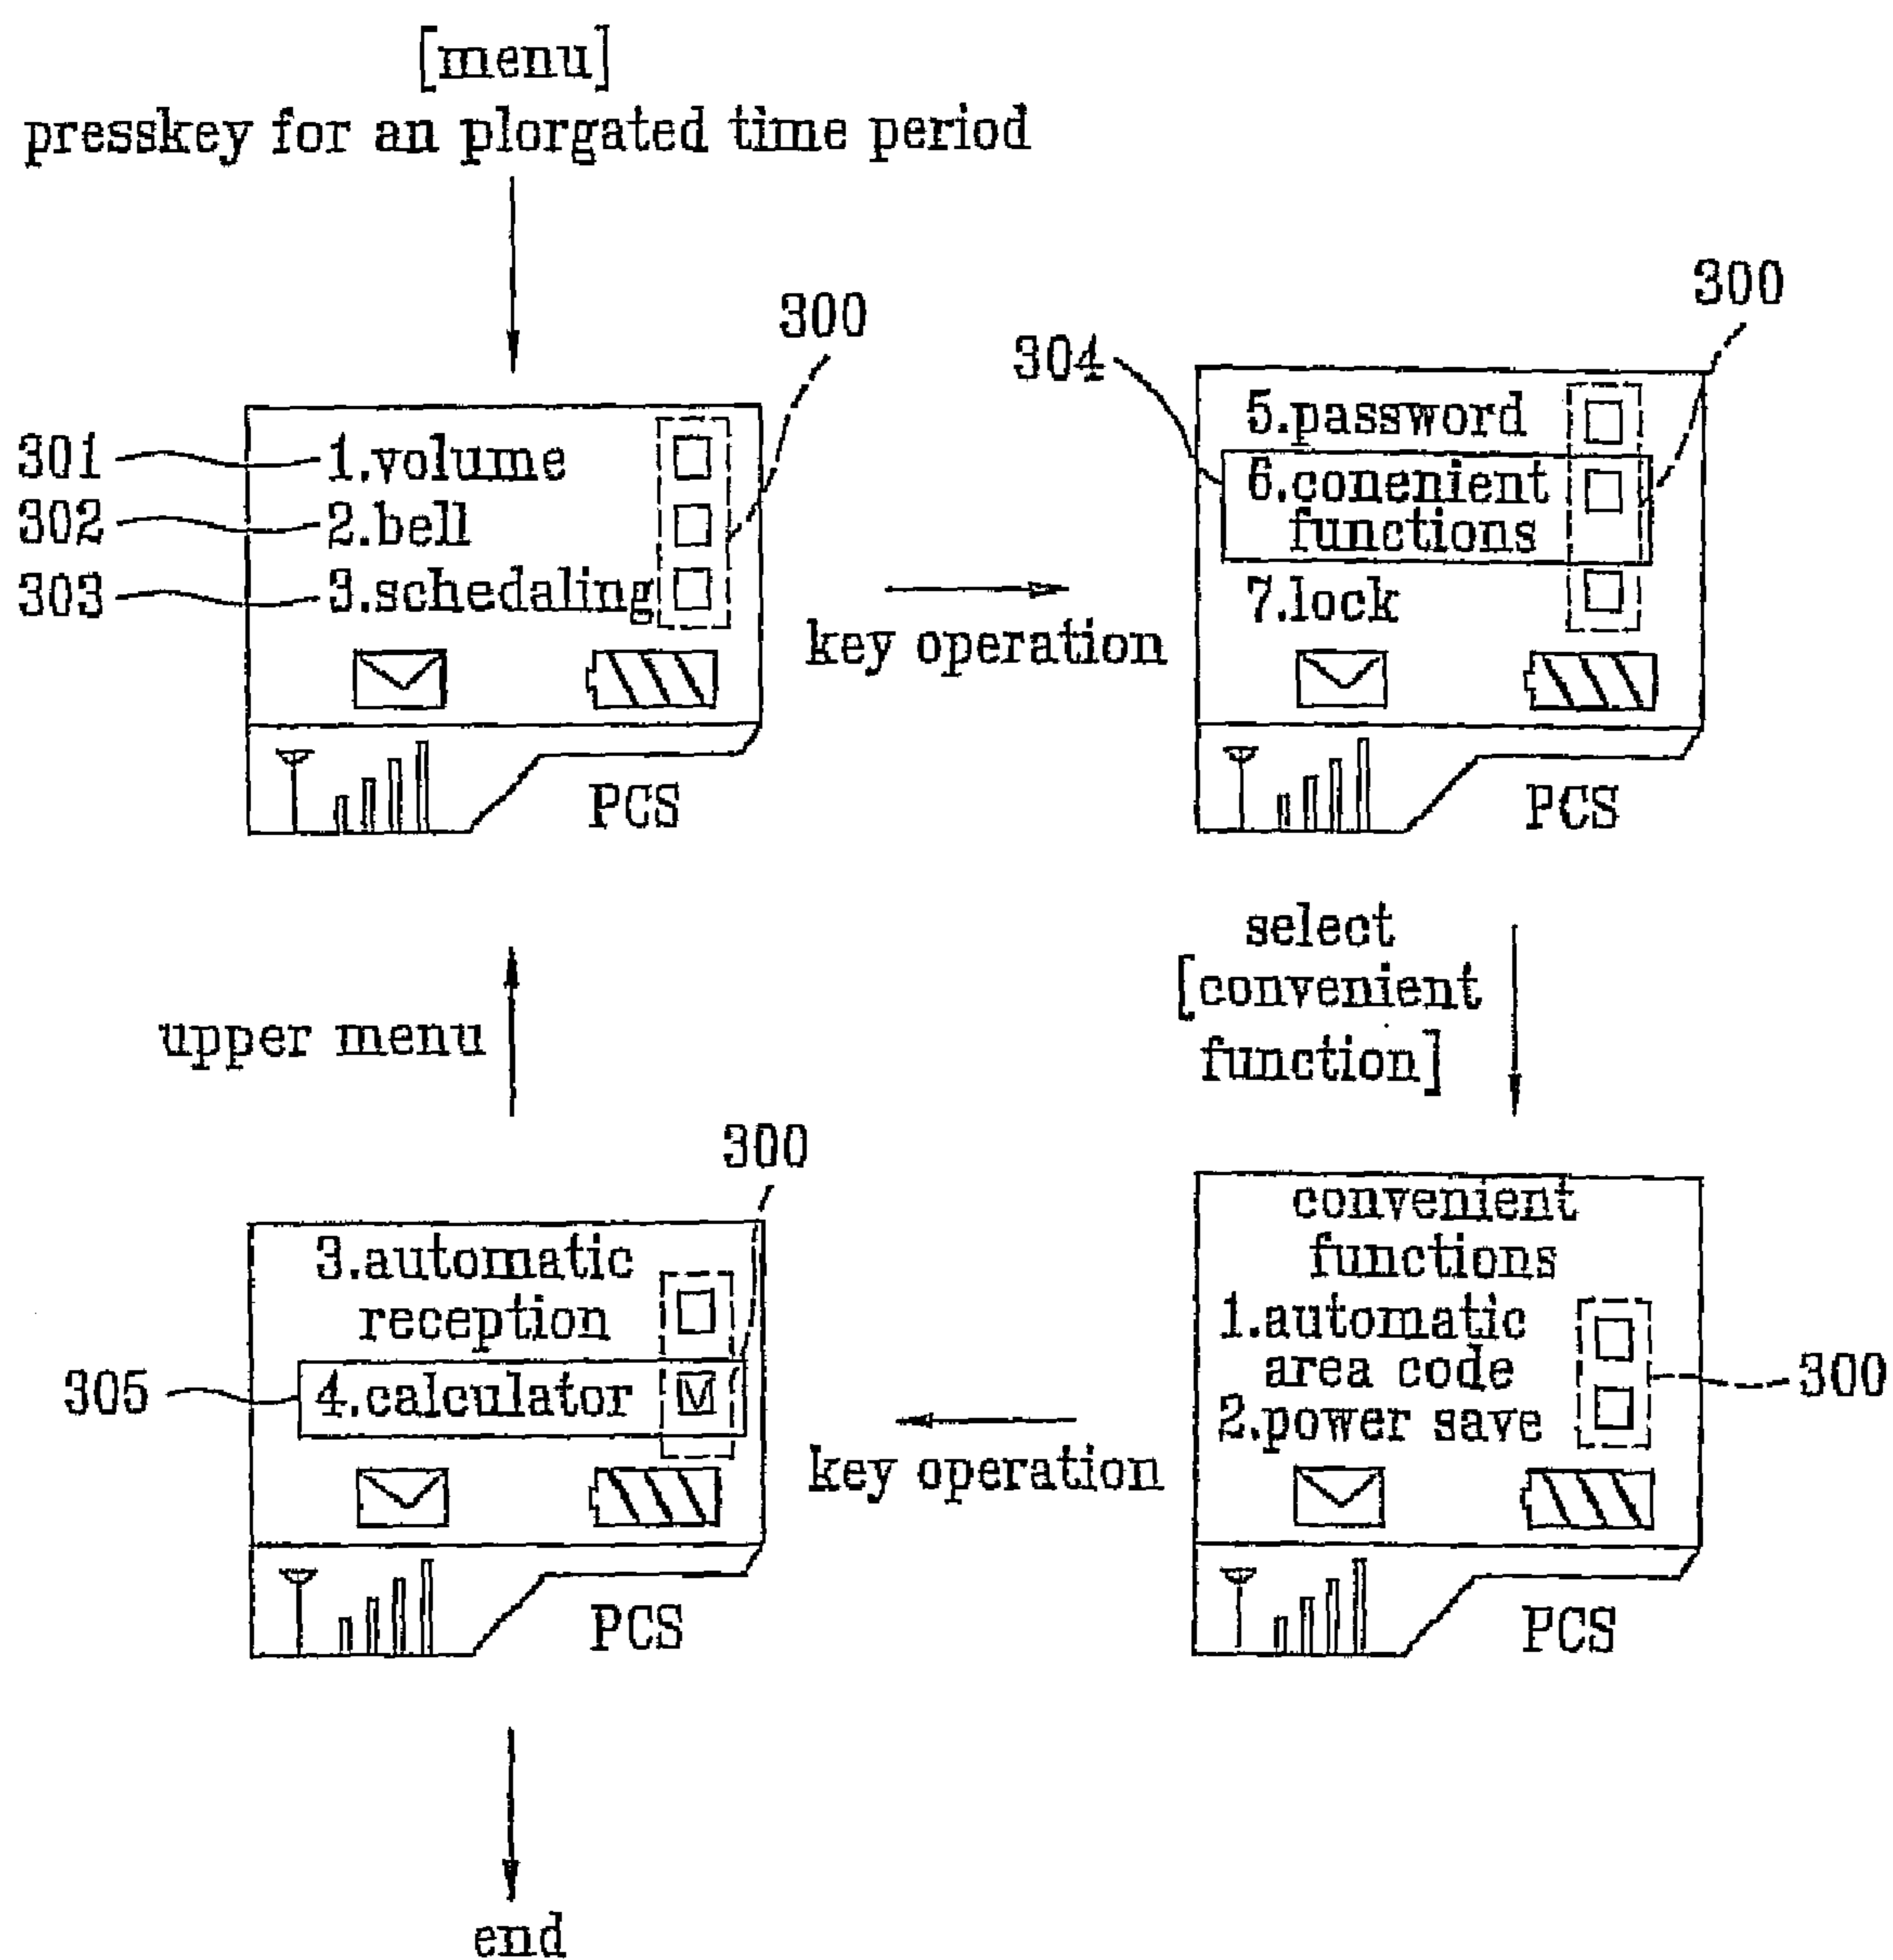 [menu]
presskey for an plorgated time period
300
301
1.volume
302
2.bell
303
3.schedaling
PCS
key operation
300
304
5.password
6.conenient
functions
7.lock
PCS
select
[convenient
function]
convenient
functions
1.automatic
area code
2.power save
300
PCS
key operation
300
3.automatic
reception
305
4.calculator
PCS
upper menu
end